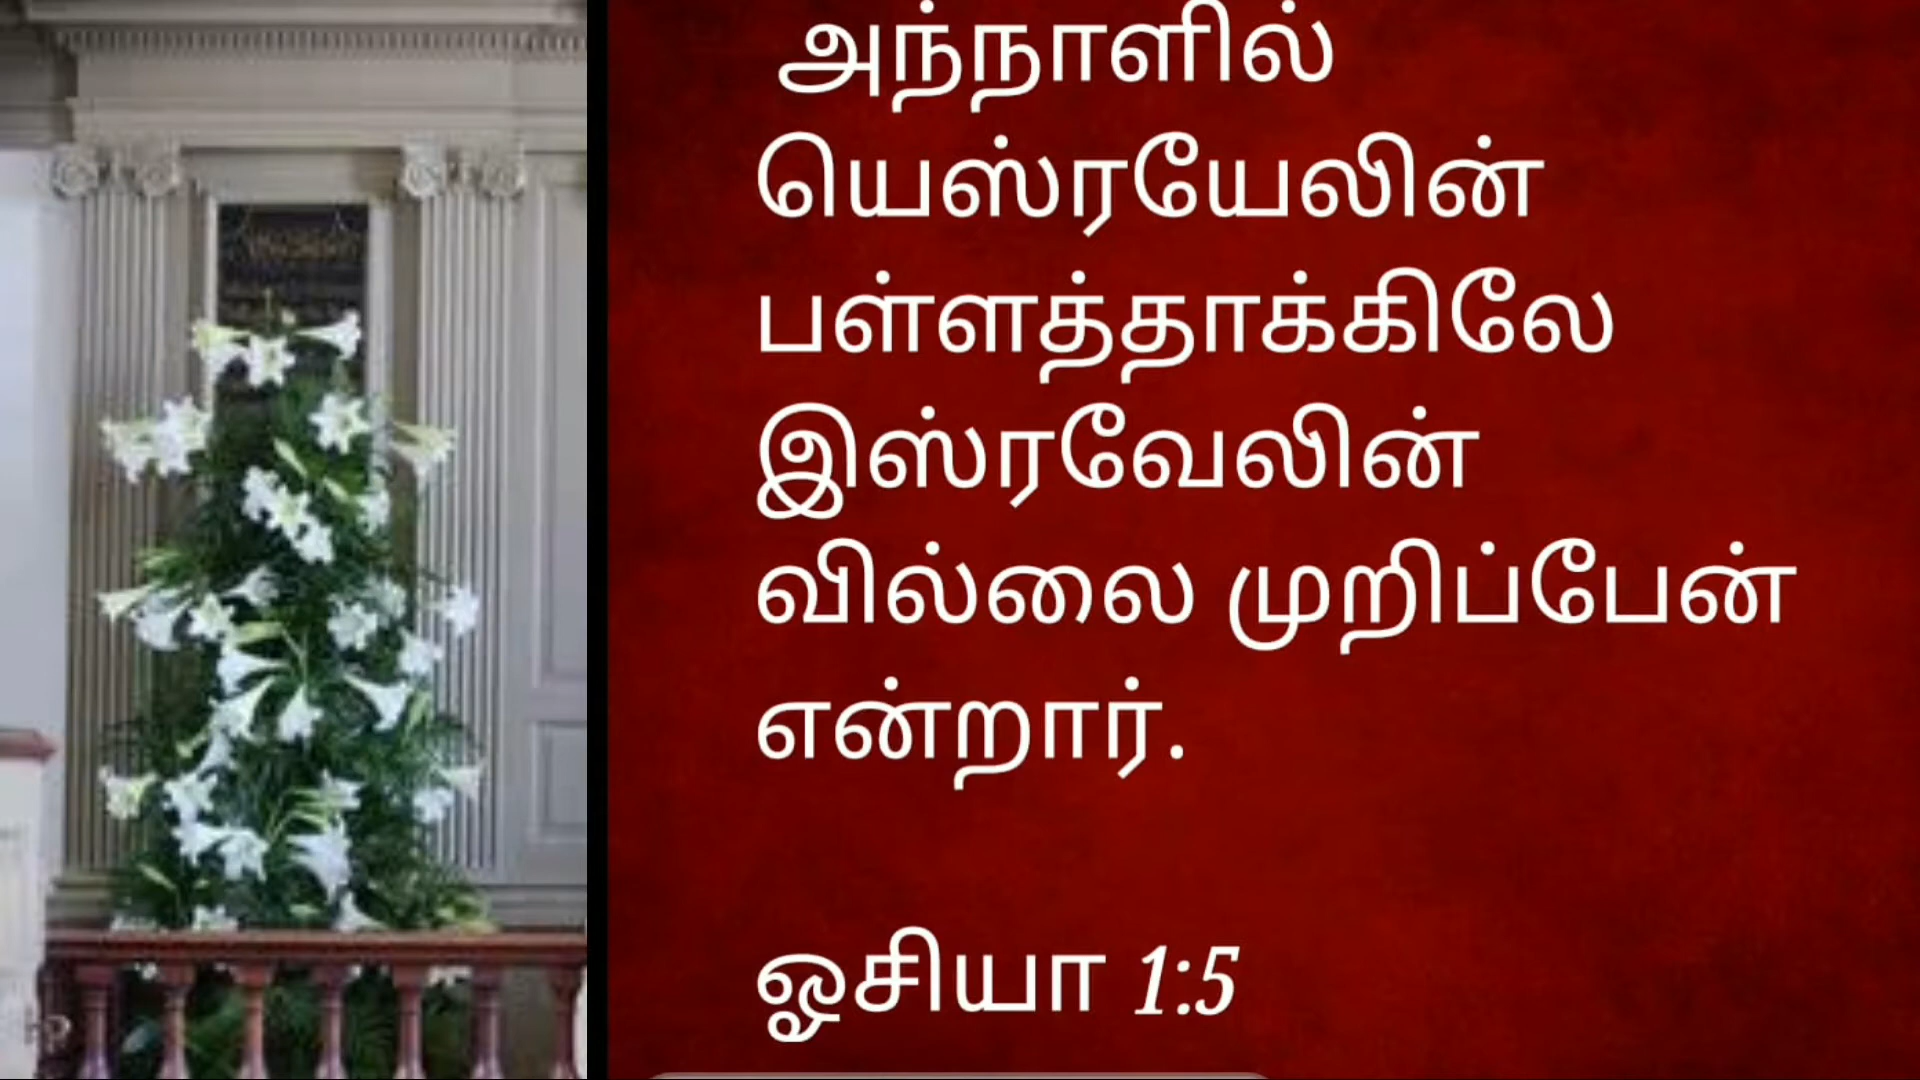 அந்நாளில்
யெஸ்ரயேலின்
பள்ளத்தாக்கிலே
இஸ்ரவேலின்
வில்லை முறிப்பேன்
என்றார்.
ஓசியா 1:5